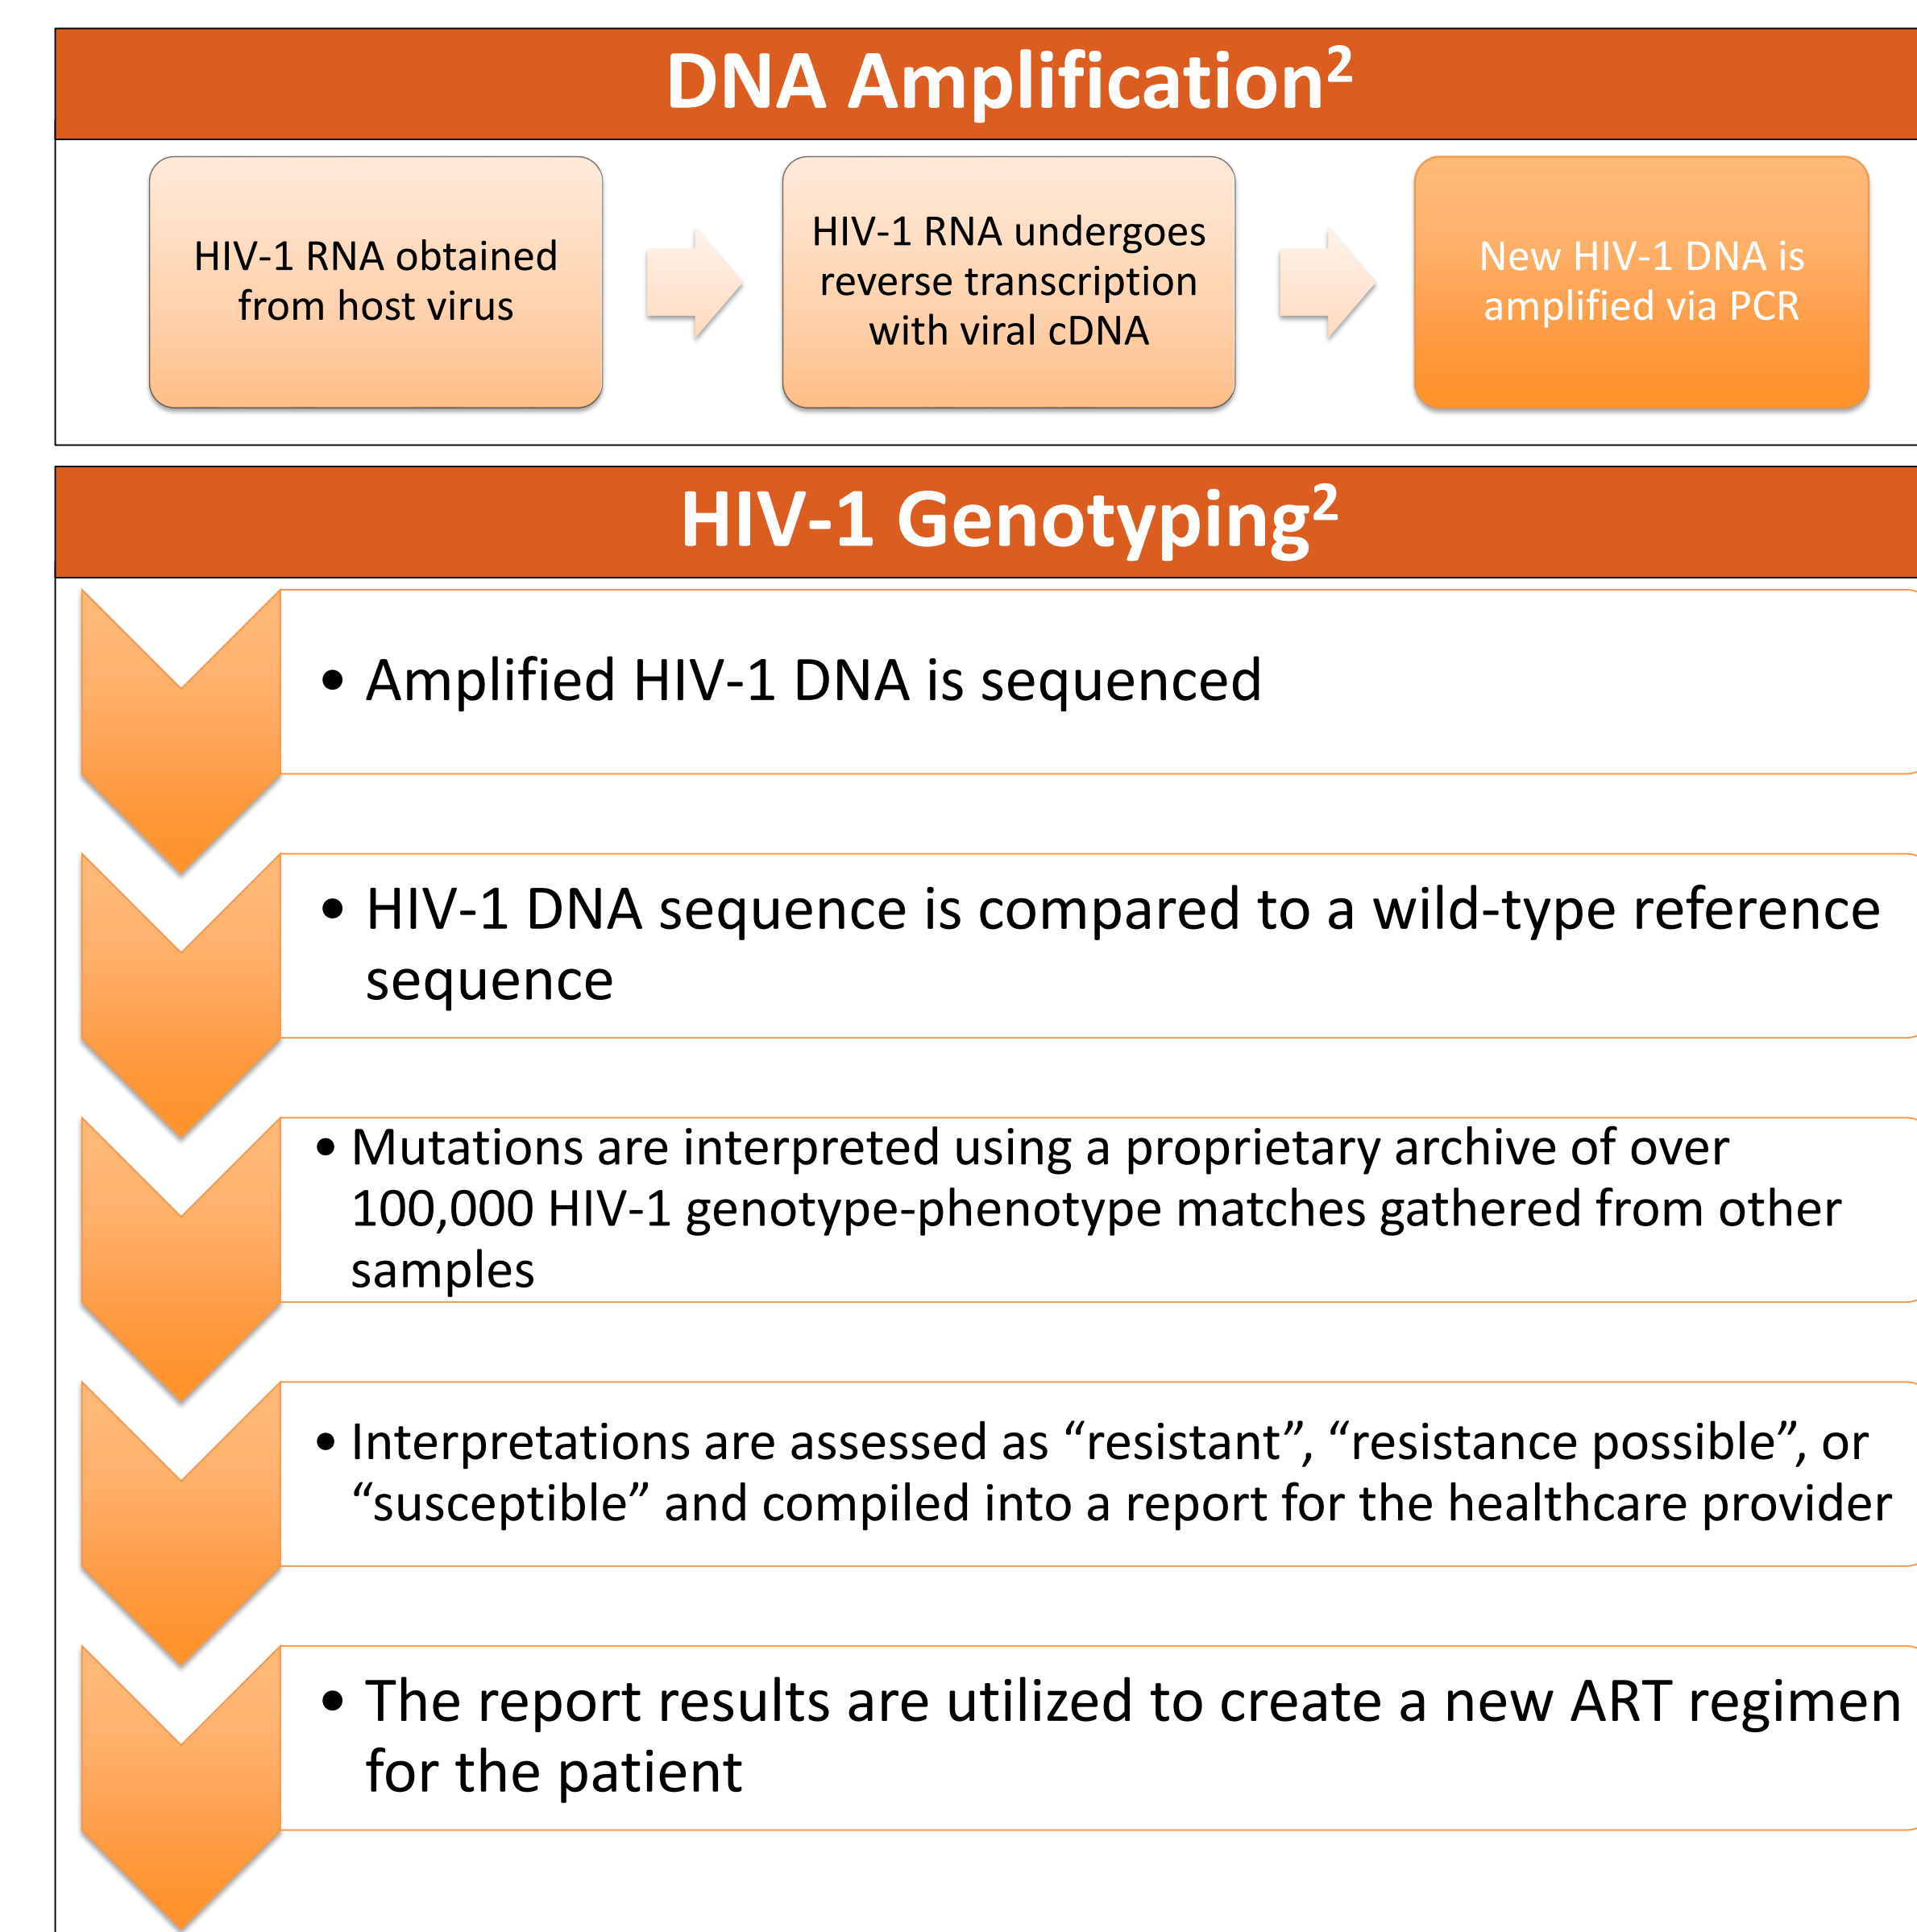 DNA Amplification²
HIV-1 RNA obtained
from host virus
HIV-1 RNA undergoes
reverse transcription
with viral cDNA
New HIV-1 DNA is
amplified via PCR
HIV-1 Genotyping²
• Amplified HIV-1 DNA is sequenced
• HIV-1 DNA sequence is compared to a wild-type reference
sequence
• Mutations are interpreted using a proprietary archive of over
100,000 HIV-1 genotype-phenotype matches gathered from other
samples
• Interpretations are assessed as “resistant”, “resistance possible”, or
“susceptible” and compiled into a report for the healthcare provider
• The report results are utilized to create a new ART regimen
for the patient